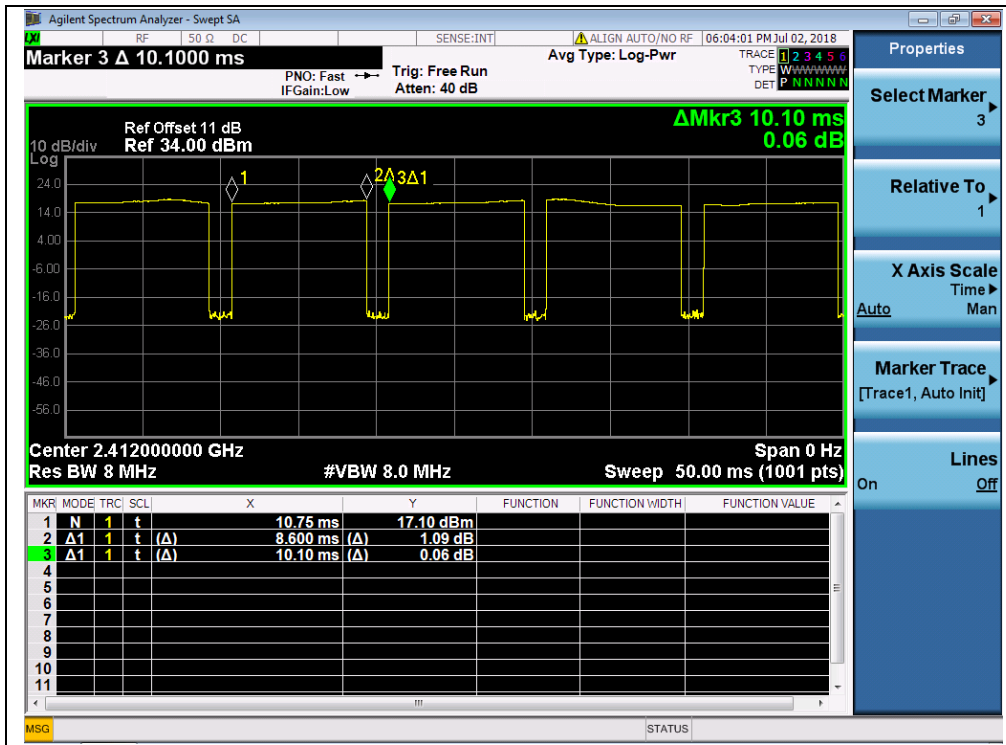 Agilent Spectrum Analyzer - Swept SA
LXI RF 50 Ω DC SENSE:INT ALIGN AUTO/NO RF 06:04:01 PM Jul 02, 2018
Marker 3 Δ 10.1000 ms
PNO: Fast
IFGain:Low
Trig: Free Run
Atten: 40 dB
Avg Type: Log-Pwr
TRACE 1 2 3 4 5 6
TYPE WWWWWW
DET P N N N N N
ΔMkr3 10.10 ms
0.06 dB
Ref Offset 11 dB
10 dB/div Ref 34.00 dBm
Log
1 2Δ 3Δ1
24.0
14.0
4.00
-6.00
-16.0
-26.0
-36.0
-46.0
-56.0
Center 2.412000000 GHz Span 0 Hz
Res BW 8 MHz #VBW 8.0 MHz Sweep 50.00 ms (1001 pts)
MKR MODE TRC SCL X Y FUNCTION FUNCTION WIDTH FUNCTION VALUE
1 N 1 t 10.75 ms 17.10 dBm
2 Δ1 1 t (Δ) 8.600 ms (Δ) 1.09 dB
3 Δ1 1 t (Δ) 10.10 ms (Δ) 0.06 dB
4
5
6
7
8
9
10
11
MSG STATUS
Properties
Select Marker
3
Relative To
1
X Axis Scale
Time
Auto Man
Marker Trace
[Trace1, Auto Init]
Lines
On Off